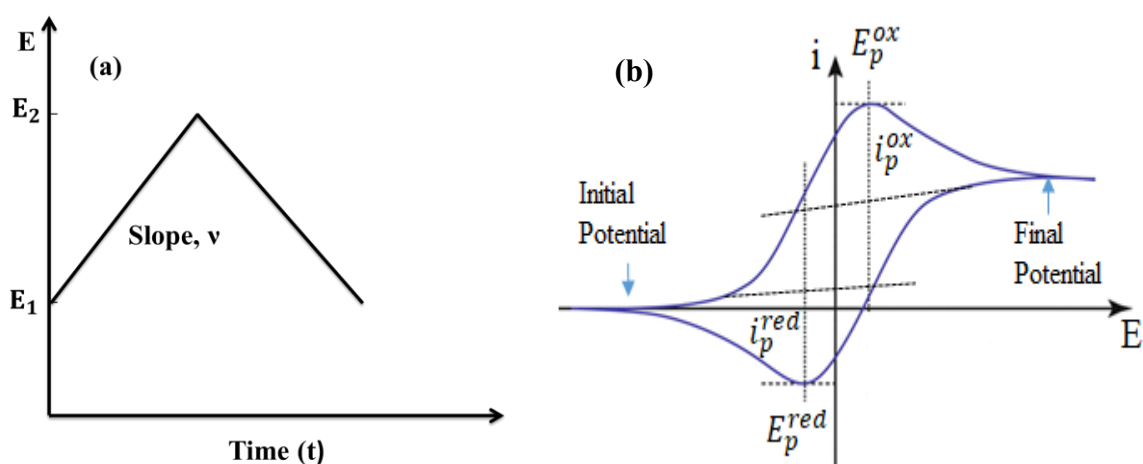 E
(a)
E₂
Slope, ν
E₁
Time (t)
(b)
i
E_p^{ox}
i_p^{ox}
Initial
Potential
Final
Potential
E
i_p^{red}
E_p^{red}